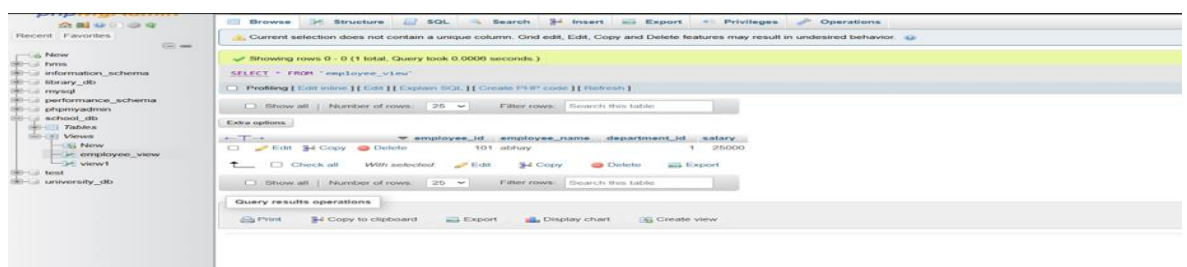 phpMyAdmin
Recent Favorites
New
hms
information_schema
library_db
mysql
performance_schema
phpmyadmin
school_db
Tables
Views
New
employee_view
view1
test
university_db
Browse Structure SQL Search Insert Export Privileges Operations
Current selection does not contain a unique column. Grid edit, Edit, Copy and Delete features may result in undesired behavior.
Showing rows 0 - 0 (1 total, Query took 0.0006 seconds.)
SELECT * FROM `employee_view`
Profiling [ Edit inline ] [ Edit ] [ Explain SQL ] [ Create PHP code ] [ Refresh ]
Show all | Number of rows: 25 Filter rows: Search this table
Extra options
←T→ employee_id employee_name department_id salary
Edit Copy Delete 101 abhay 1 25000
Check all With selected: Edit Copy Delete Export
Show all | Number of rows: 25 Filter rows: Search this table
Query results operations
Print Copy to clipboard Export Display chart Create view